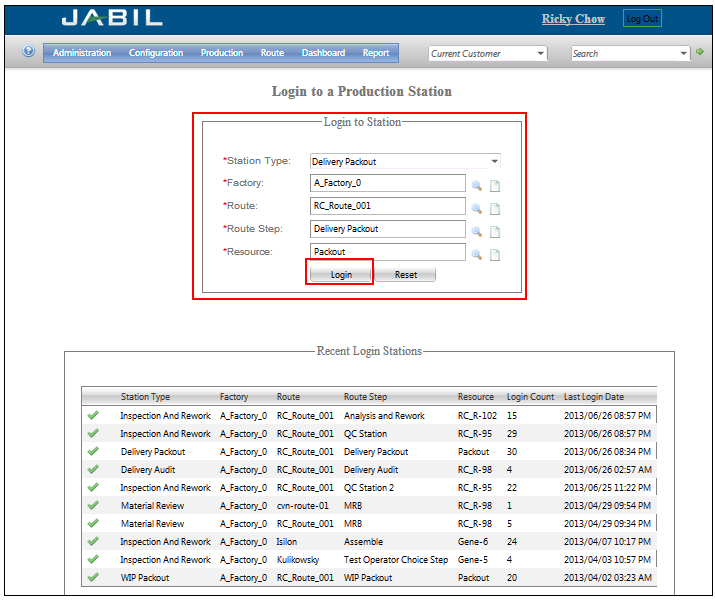 JABIL
Ricky Chow Log Out
Administration Configuration Production Route Dashboard Report Current Customer Search
Login to a Production Station
Login to Station
*Station Type: Delivery Packout
*Factory: A_Factory_0
*Route: RC_Route_001
*Route Step: Delivery Packout
*Resource: Packout
Login Reset
Recent Login Stations
Station Type Factory Route Route Step Resource Login Count Last Login Date
Inspection And Rework A_Factory_0 RC_Route_001 Analysis and Rework RC_R-102 15 2013/06/26 08:57 PM
Inspection And Rework A_Factory_0 RC_Route_001 QC Station RC_R-95 29 2013/06/26 08:57 PM
Delivery Packout A_Factory_0 RC_Route_001 Delivery Packout Packout 30 2013/06/26 08:34 PM
Delivery Audit A_Factory_0 RC_Route_001 Delivery Audit RC_R-98 4 2013/06/26 02:57 AM
Inspection And Rework A_Factory_0 RC_Route_001 QC Station 2 RC_R-95 22 2013/06/25 11:22 PM
Material Review A_Factory_0 cvn-route-01 MRB RC_R-98 1 2013/04/29 09:54 PM
Material Review A_Factory_0 RC_Route_001 MRB RC_R-98 5 2013/04/29 09:34 PM
Inspection And Rework A_Factory_0 Isilon Assemble Gene-6 24 2013/04/07 10:17 PM
Inspection And Rework A_Factory_0 Kulikowsky Test Operator Choice Step Gene-5 4 2013/04/03 10:57 PM
WIP Packout A_Factory_0 RC_Route_001 WIP Packout Packout 20 2013/04/02 03:23 AM